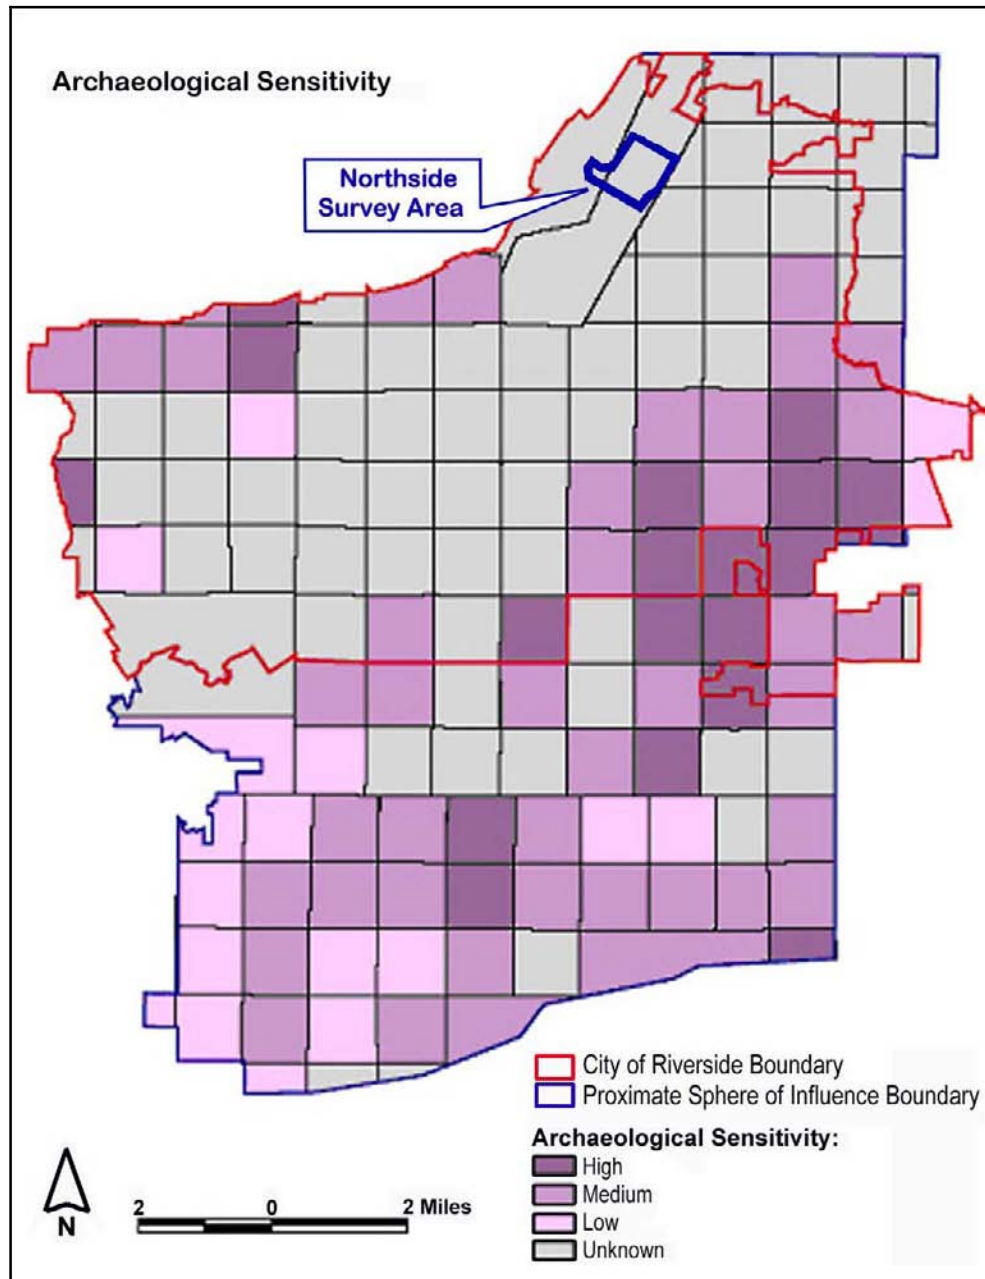 Archaeological Sensitivity
Northside
Survey Area
City of Riverside Boundary
Proximate Sphere of Influence Boundary
Archaeological Sensitivity:
High
Medium
Low
Unknown
N
2 0 2 Miles